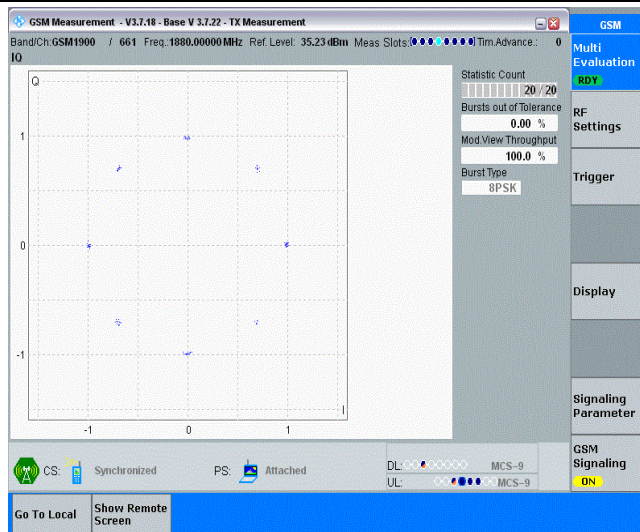 GSM Measurement - V3.7.18 - Base V 3.7.22 - TX Measurement
GSM
Band/Ch:GSM1900 / 661 Freq.:1880.00000 MHz Ref. Level: 35.23 dBm Meas Slots: Tim.Advance.: 0
IQ
Multi
Evaluation
RDY
Q
Statistic Count
20 / 20
Bursts out of Tolerance
0.00 %
Mod.View Throughput
100.0 %
Burst Type
8PSK
1
0
-1
-1 0 1
I
RF
Settings
Trigger
Display
Signaling
Parameter
GSM
Signaling
ON
CS: Synchronized PS: Attached
DL: MCS-9
UL: MCS-9
Go To Local
Show Remote
Screen